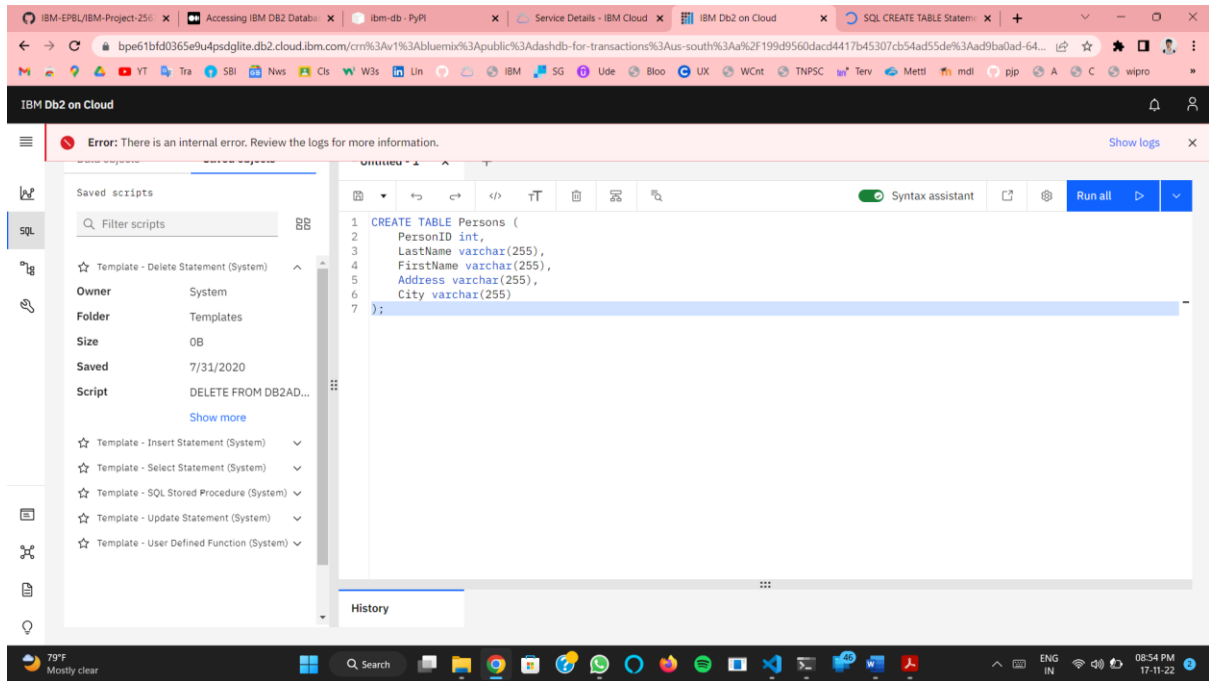 IBM-EPBL/IBM-Project-256
Accessing IBM DB2 Databas
ibm-db · PyPI
Service Details - IBM Cloud
IBM Db2 on Cloud
SQL CREATE TABLE Stateme
bpe61bfd0365e9u4psdglite.db2.cloud.ibm.com/crn%3Av1%3Abluemix%3Apublic%3Adashdb-for-transactions%3Aus-south%3Aa%2F199d9560dacd4417b45307cb54ad55de%3Aad9ba0ad-64...
YT Tra SBI Nws Cls W3s Lin IBM SG Ude Bloo UX WCnt TNPSC Terv Mettl mdl pjp A C wipro »
IBM Db2 on Cloud
Error: There is an internal error. Review the logs for more information.
Show logs
Untitled - 1
Saved scripts
Filter scripts
Syntax assistant
Run all
SQL
Template - Delete Statement (System)
Owner System
Folder Templates
Size 0B
Saved 7/31/2020
Script DELETE FROM DB2AD...
Show more
Template - Insert Statement (System)
Template - Select Statement (System)
Template - SQL Stored Procedure (System)
Template - Update Statement (System)
Template - User Defined Function (System)
1 CREATE TABLE Persons (
2 PersonID int,
3 LastName varchar(255),
4 FirstName varchar(255),
5 Address varchar(255),
6 City varchar(255)
7 );
History
79°F
Mostly clear
Search
46
ENG
IN
08:54 PM
17-11-22
2